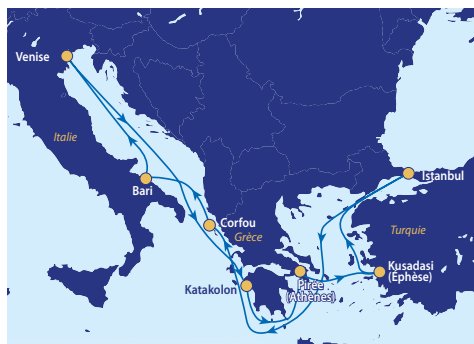 Venise
Italie
Bari
Istanbul
Corfou
Grèce
Turquie
Katakolon
Pirée
(Athènes)
Kusadasi
(Éphèse)